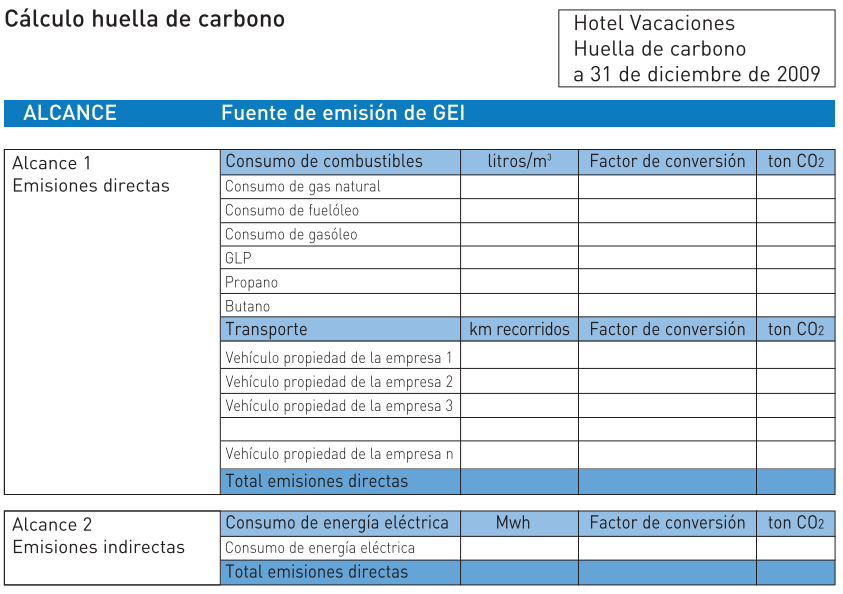 Cálculo huella de carbono
Hotel Vacaciones
Huella de carbono
a 31 de diciembre de 2009
ALCANCE Fuente de emisión de GEI
Alcance 1
Emisiones directas
Consumo de combustibles litros/m³ Factor de conversión ton CO₂
Consumo de gas natural
Consumo de fuelóleo
Consumo de gasóleo
GLP
Propano
Butano
Transporte km recorridos Factor de conversión ton CO₂
Vehículo propiedad de la empresa 1
Vehículo propiedad de la empresa 2
Vehículo propiedad de la empresa 3
Vehículo propiedad de la empresa n
Total emisiones directas
Alcance 2
Emisiones indirectas
Consumo de energía eléctrica Mwh Factor de conversión ton CO₂
Consumo de energía eléctrica
Total emisiones directas